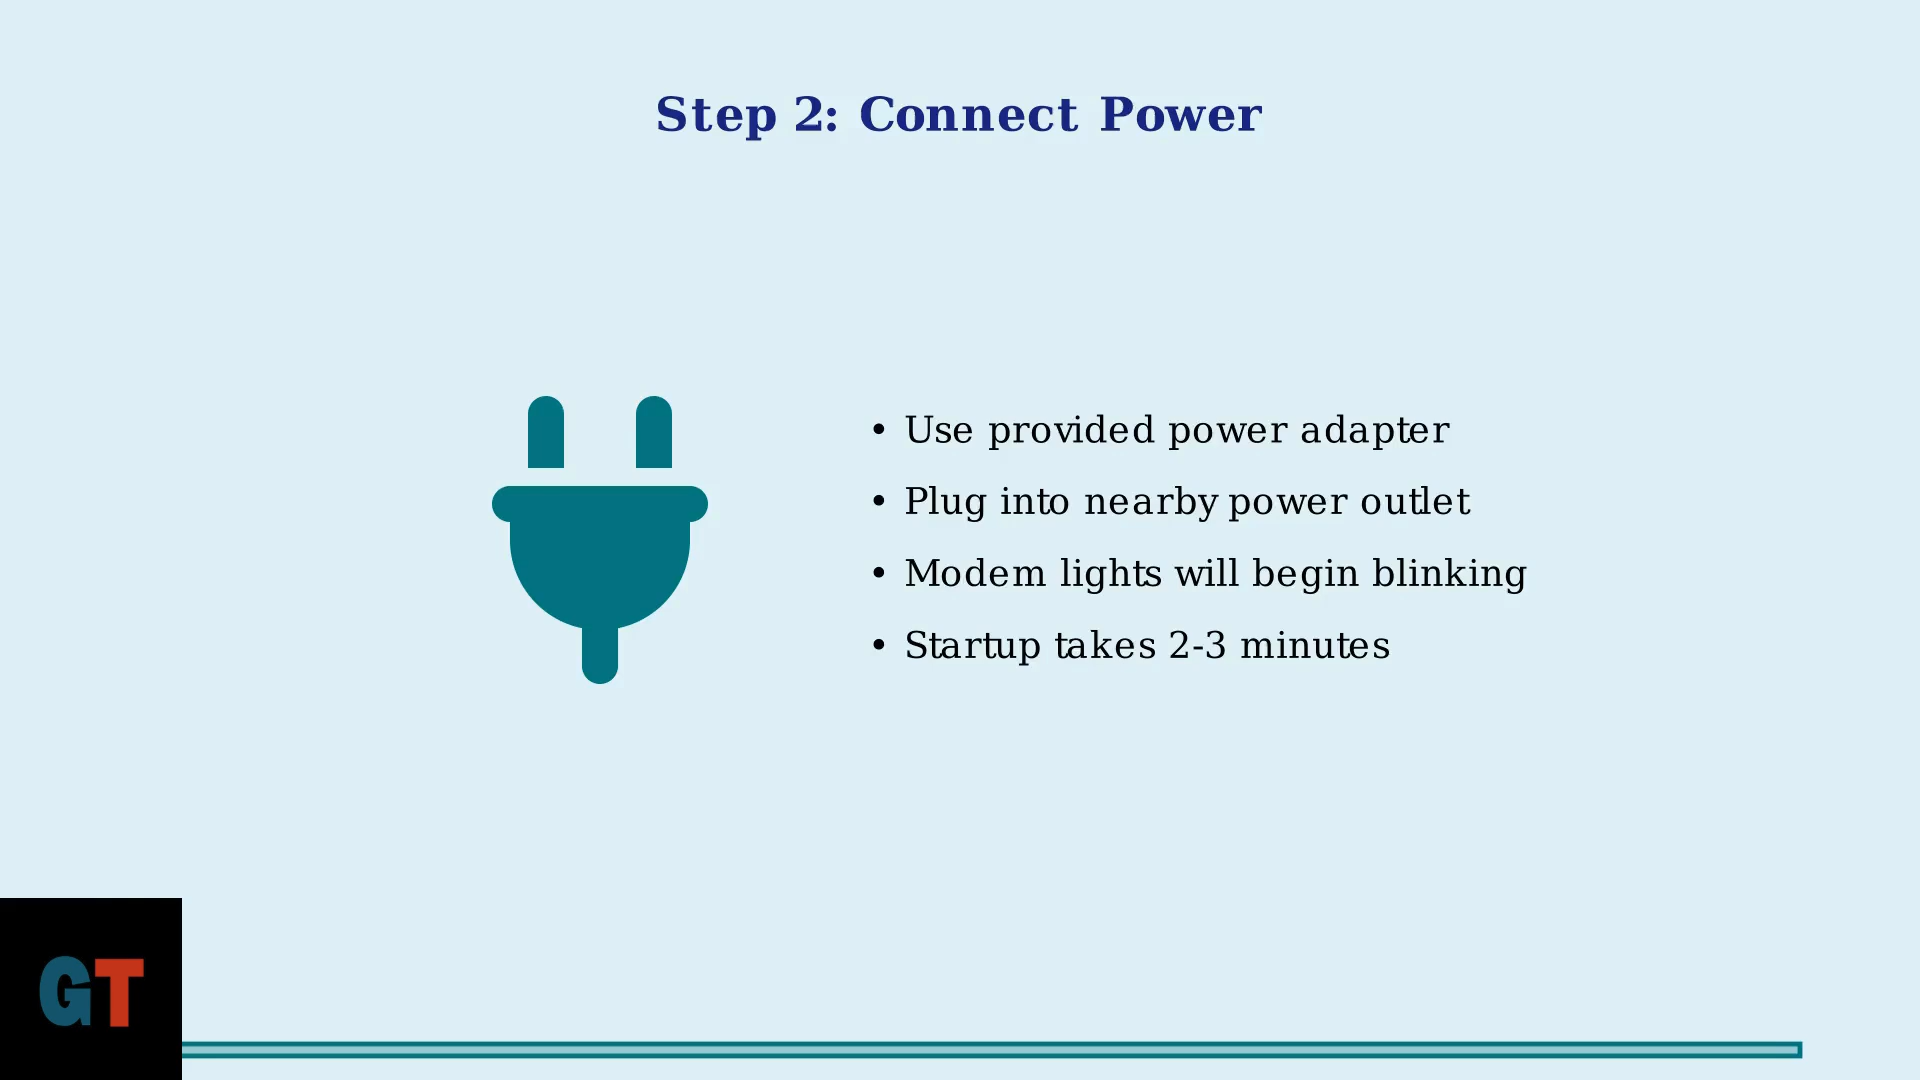 Step 2: Connect Power
• Use provided power adapter
• Plug into nearby power outlet
• Modem lights will begin blinking
• Startup takes 2-3 minutes
GT